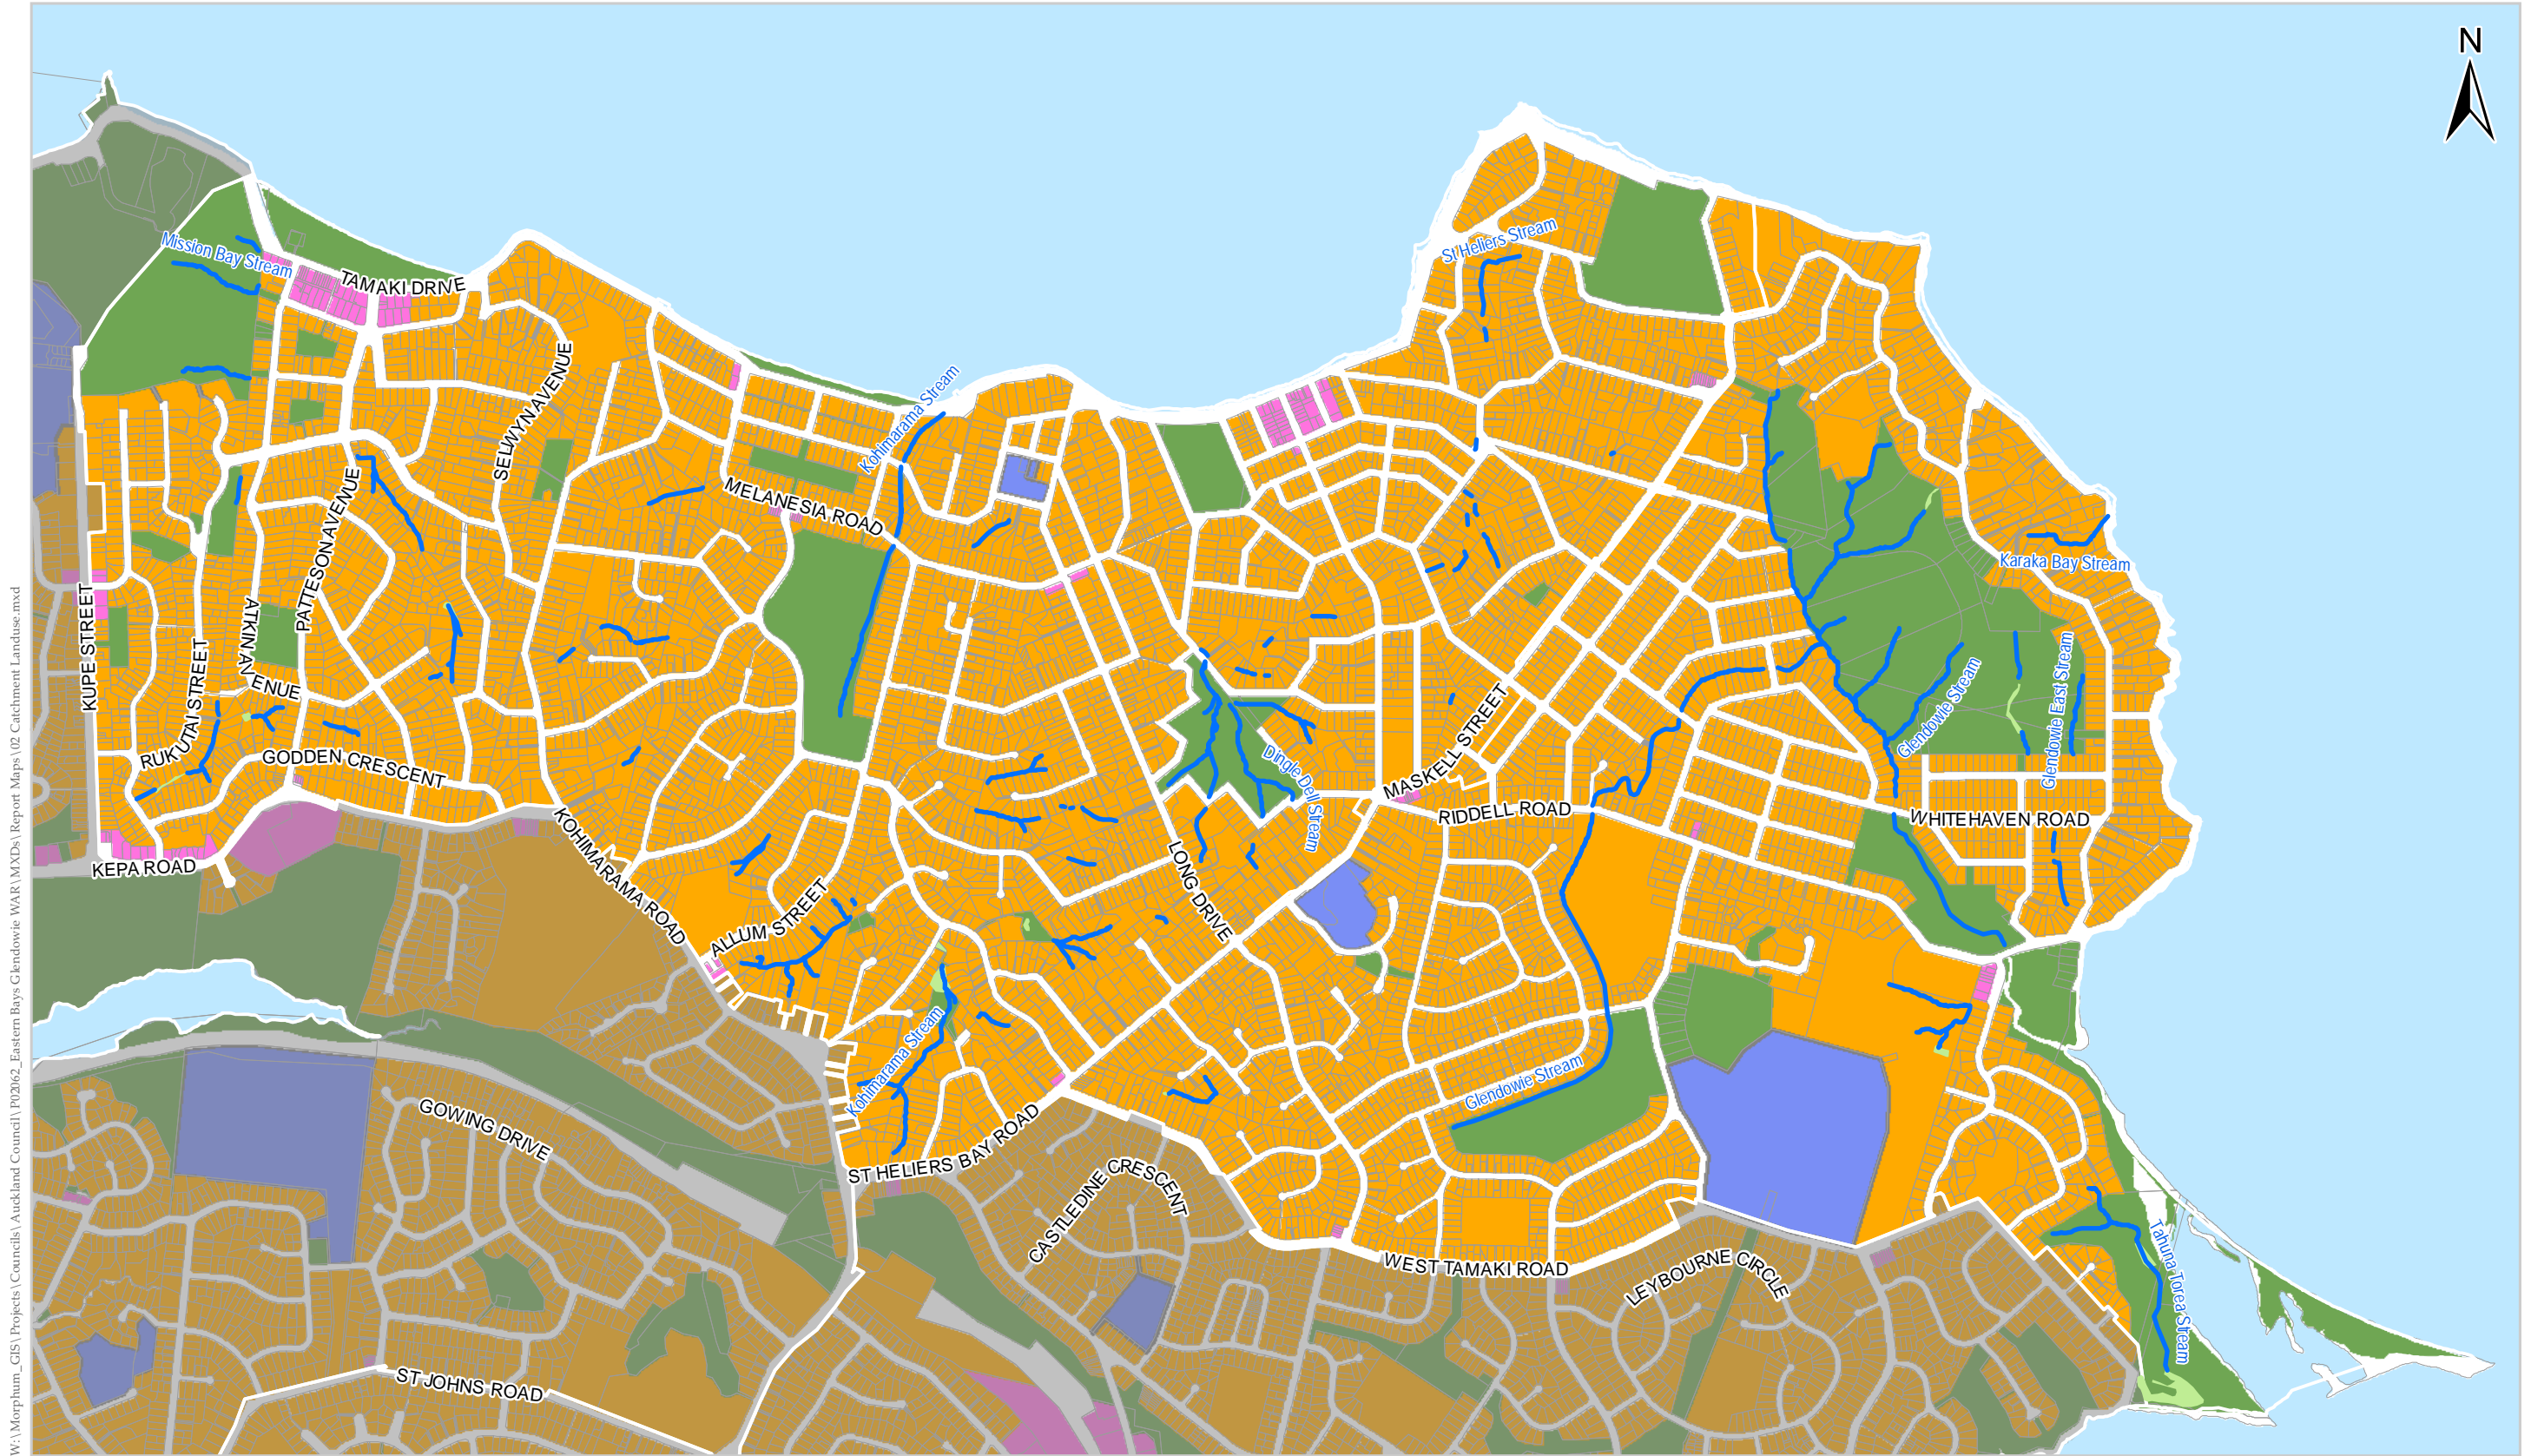 N
Mission Bay Stream
TAMAKI DRIVE
St Heliers Stream
SELWYN AVENUE
Kohimarama Stream
MELANESIA ROAD
PATTESON AVENUE
Karaka Bay Stream
KUPE STREET
ATKIN AVENUE
RUKUTAI STREET
GODDEN CRESCENT
Glendowie Stream
Glendowie East Stream
Dingle Dell Stream
MASKELL STREET
RIDDELL ROAD
WHITEHAVEN ROAD
KEPA ROAD
KOHIMARAMA ROAD
LONG DRIVE
ALLUM STREET
Kohimarama Stream
Glendowie Stream
GOWING DRIVE
ST HELIERS BAY ROAD
CASTLEDINE CRESCENT
WEST TAMAKI ROAD
LEYBOURNE CIRCLE
Tahuna Torea Stream
ST JOHNS ROAD
W:\Morphum_GIS\Projects\Councils\Auckland Council\P02062_Eastern Bays Glendowie WAR\MXDs\Report Maps\02 Catchment Landuse.mxd